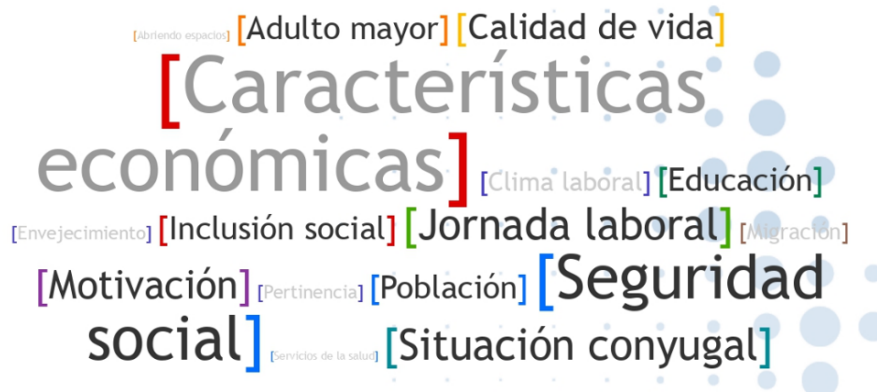 [Abriendo espacios] [Adulto mayor] [Calidad de vida]
[Características
económicas] [Clima laboral] [Educación]
[Envejecimiento] [Inclusión social] [Jornada laboral] [Migración]
[Motivación] [Pertinencia] [Población] [Seguridad
social] [Servicios de la salud] [Situación conyugal]